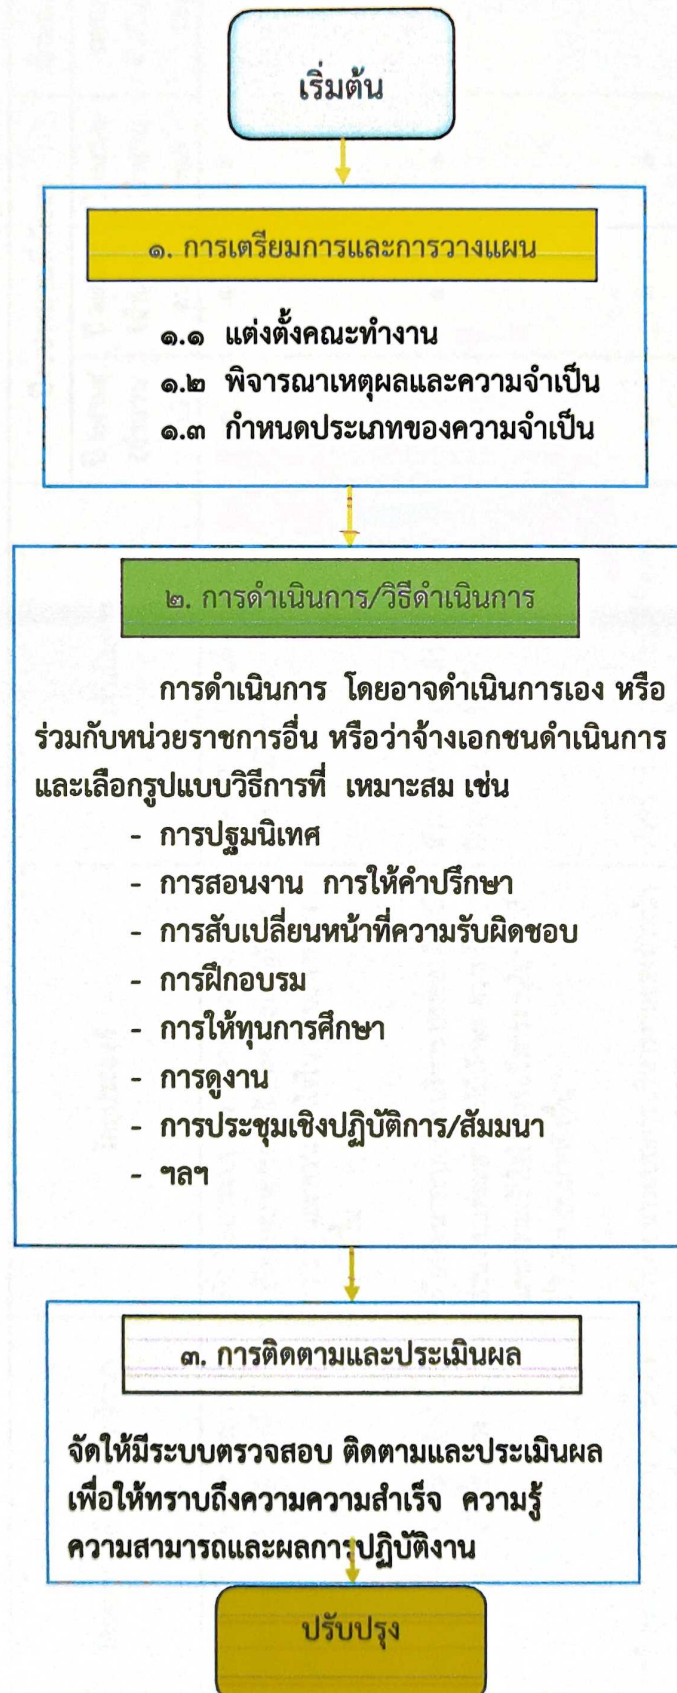 เริ่มต้น
๑. การเตรียมการและการวางแผน
๑.๑ แต่งตั้งคณะทำงาน
๑.๒ พิจารณาเหตุผลและความจำเป็น
๑.๓ กำหนดประเภทของความจำเป็น
๒. การดำเนินการ/วิธีดำเนินการ
การดำเนินการ โดยอาจดำเนินการเอง หรือ
ร่วมกับหน่วยราชการอื่น หรือว่าจ้างเอกชนดำเนินการ
และเลือกรูปแบบวิธีการที่ เหมาะสม เช่น
- การปฐมนิเทศ
- การสอนงาน การให้คำปรึกษา
- การสับเปลี่ยนหน้าที่ความรับผิดชอบ
- การฝึกอบรม
- การให้ทุนการศึกษา
- การดูงาน
- การประชุมเชิงปฏิบัติการ/สัมมนา
- ฯลฯ
๓. การติดตามและประเมินผล
จัดให้มีระบบตรวจสอบ ติดตามและประเมินผล
เพื่อให้ทราบถึงความความสำเร็จ ความรู้
ความสามารถและผลการปฏิบัติงาน
ปรับปรุง